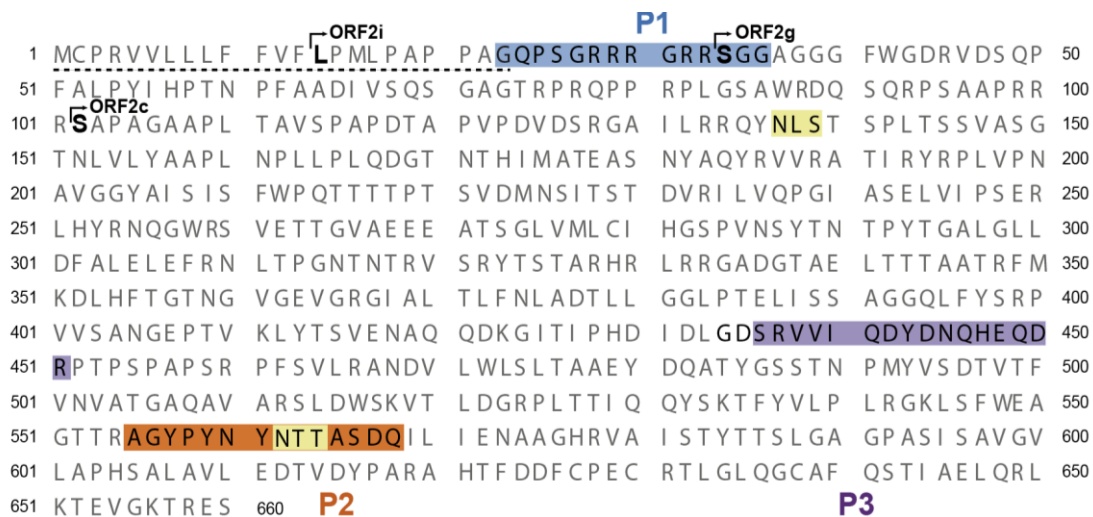 P1
ORF2i ORF2g
1 MCPRVVLLLF FVFLPMLPAP PAGQPSGRRR GRRSGGAGGG FWGDRVDSQP 50
51 FALPYIHPTN PFAADIVSQS GAGTRPRQPP RPLGSAWRDQ SQRPSAAPRR 100
ORF2c
101 RSAPAGAAPL TAVSPAPDTA PVPDVDSRGA ILRRQYNLST SPLTSSVASG 150
151 TNLVLYAAPL NPLLPLQDGT NTHIMATEAS NYAQYRVVRA TIRYRPLVPN 200
201 AVGGYAISIS FWPQTTTTPT SVDMNSITST DVRILVQPGI ASELVIPSER 250
251 LHYRNQGWRS VETTGVAEEE ATSGLVMLCI HGSPVNSYTN TPYTGALGLL 300
301 DFALELEFRN LTPGNTNTRV SRYTSTARHR LRRGADGTAE LTTTAATRFM 350
351 KDLHFTGTNG VGEVGRGIAL TLFNLADTLL GGLPTELISS AGGQLFYSRP 400
401 VVSANGEPTV KLYTSVENAQ QDKGITIPHD IDLGDSRVVI QDYDNQHEQD 450
451 RPTPSPAPSR PFSVLRANDV LWLSLTAAEY DQATYGSSTN PMYVSDTVTF 500
501 VNVATGAQAV ARSLDWSKVT LDGRPLTTIQ QYSKTFYVLP LRGKLSFWEA 550
551 GTTRAGYPYN YNTTASDQIL IENAAGHRVA ISTYTTSLGA GPASISAVGV 600
601 LAPHSALAVL EDTVDYPARA HTFDDFCPEC RTLGLQGCAF QSTIAELQRL 650
651 KTEVGKTRES 660 P2 P3